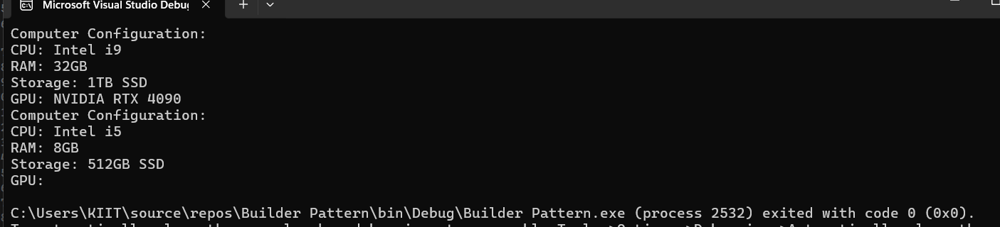 Microsoft Visual Studio Debu
Computer Configuration:
CPU: Intel i9
RAM: 32GB
Storage: 1TB SSD
GPU: NVIDIA RTX 4090
Computer Configuration:
CPU: Intel i5
RAM: 8GB
Storage: 512GB SSD
GPU:
C:\Users\KIIT\source\repos\Builder Pattern\bin\Debug\Builder Pattern.exe (process 2532) exited with code 0 (0x0).